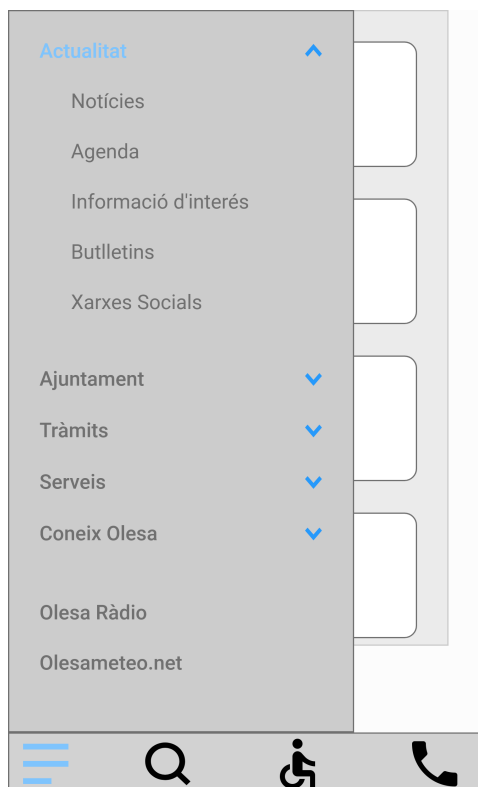 Actualitat
Notícies
Agenda
Informació d'interés
Butlletins
Xarxes Socials
Ajuntament
Tràmits
Serveis
Coneix Olesa
Olesa Ràdio
Olesameteo.net